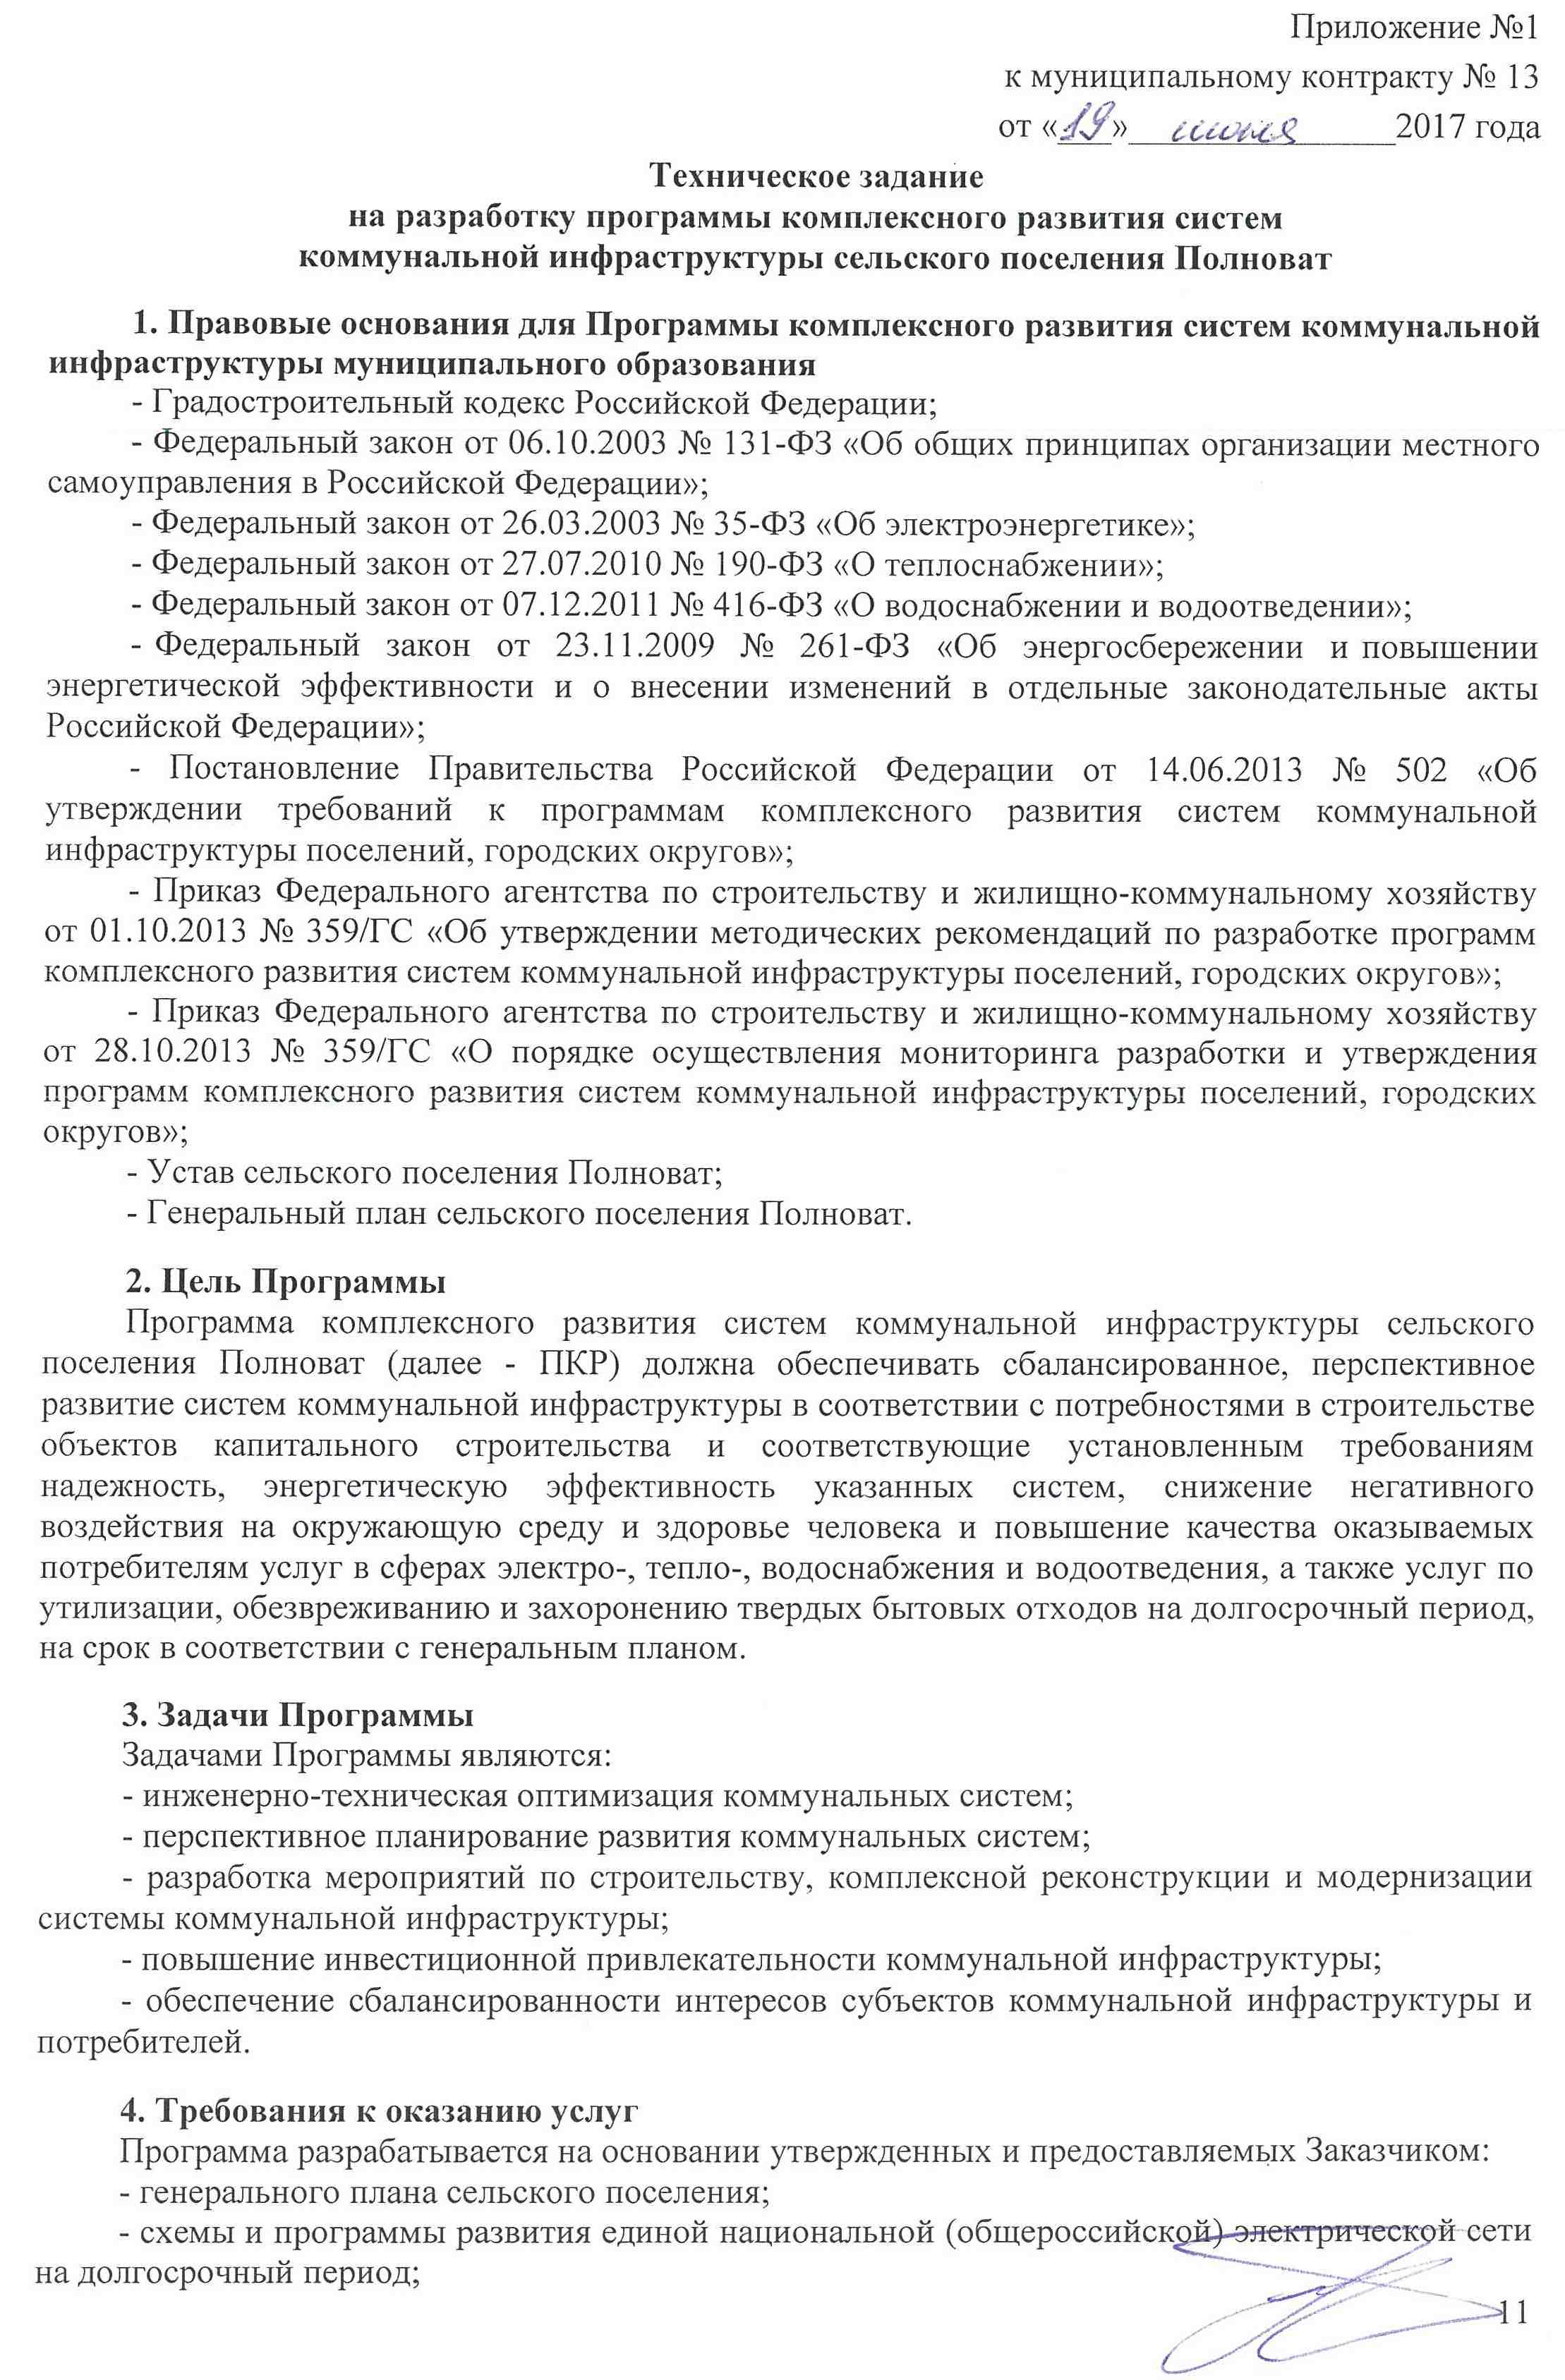 Приложение №1
к муниципальному контракту № 13
от «19» июня 2017 года
Техническое задание
на разработку программы комплексного развития систем
коммунальной инфраструктуры сельского поселения Полноват
1. Правовые основания для Программы комплексного развития систем коммунальной
инфраструктуры муниципального образования
- Градостроительный кодекс Российской Федерации;
- Федеральный закон от 06.10.2003 № 131-ФЗ «Об общих принципах организации местного
самоуправления в Российской Федерации»;
- Федеральный закон от 26.03.2003 № 35-ФЗ «Об электроэнергетике»;
- Федеральный закон от 27.07.2010 № 190-ФЗ «О теплоснабжении»;
- Федеральный закон от 07.12.2011 № 416-ФЗ «О водоснабжении и водоотведении»;
- Федеральный закон от 23.11.2009 № 261-ФЗ «Об энергосбережении и повышении
энергетической эффективности и о внесении изменений в отдельные законодательные акты
Российской Федерации»;
- Постановление Правительства Российской Федерации от 14.06.2013 № 502 «Об
утверждении требований к программам комплексного развития систем коммунальной
инфраструктуры поселений, городских округов»;
- Приказ Федерального агентства по строительству и жилищно-коммунальному хозяйству
от 01.10.2013 № 359/ГС «Об утверждении методических рекомендаций по разработке программ
комплексного развития систем коммунальной инфраструктуры поселений, городских округов»;
- Приказ Федерального агентства по строительству и жилищно-коммунальному хозяйству
от 28.10.2013 № 359/ГС «О порядке осуществления мониторинга разработки и утверждения
программ комплексного развития систем коммунальной инфраструктуры поселений, городских
округов»;
- Устав сельского поселения Полноват;
- Генеральный план сельского поселения Полноват.
2. Цель Программы
Программа комплексного развития систем коммунальной инфраструктуры сельского
поселения Полноват (далее - ПКР) должна обеспечивать сбалансированное, перспективное
развитие систем коммунальной инфраструктуры в соответствии с потребностями в строительстве
объектов капитального строительства и соответствующие установленным требованиям
надежность, энергетическую эффективность указанных систем, снижение негативного
воздействия на окружающую среду и здоровье человека и повышение качества оказываемых
потребителям услуг в сферах электро-, тепло-, водоснабжения и водоотведения, а также услуг по
утилизации, обезвреживанию и захоронению твердых бытовых отходов на долгосрочный период,
на срок в соответствии с генеральным планом.
3. Задачи Программы
Задачами Программы являются:
- инженерно-техническая оптимизация коммунальных систем;
- перспективное планирование развития коммунальных систем;
- разработка мероприятий по строительству, комплексной реконструкции и модернизации
системы коммунальной инфраструктуры;
- повышение инвестиционной привлекательности коммунальной инфраструктуры;
- обеспечение сбалансированности интересов субъектов коммунальной инфраструктуры и
потребителей.
4. Требования к оказанию услуг
Программа разрабатывается на основании утвержденных и предоставляемых Заказчиком:
- генерального плана сельского поселения;
- схемы и программы развития единой национальной (общероссийской) электрической сети
на долгосрочный период;
11